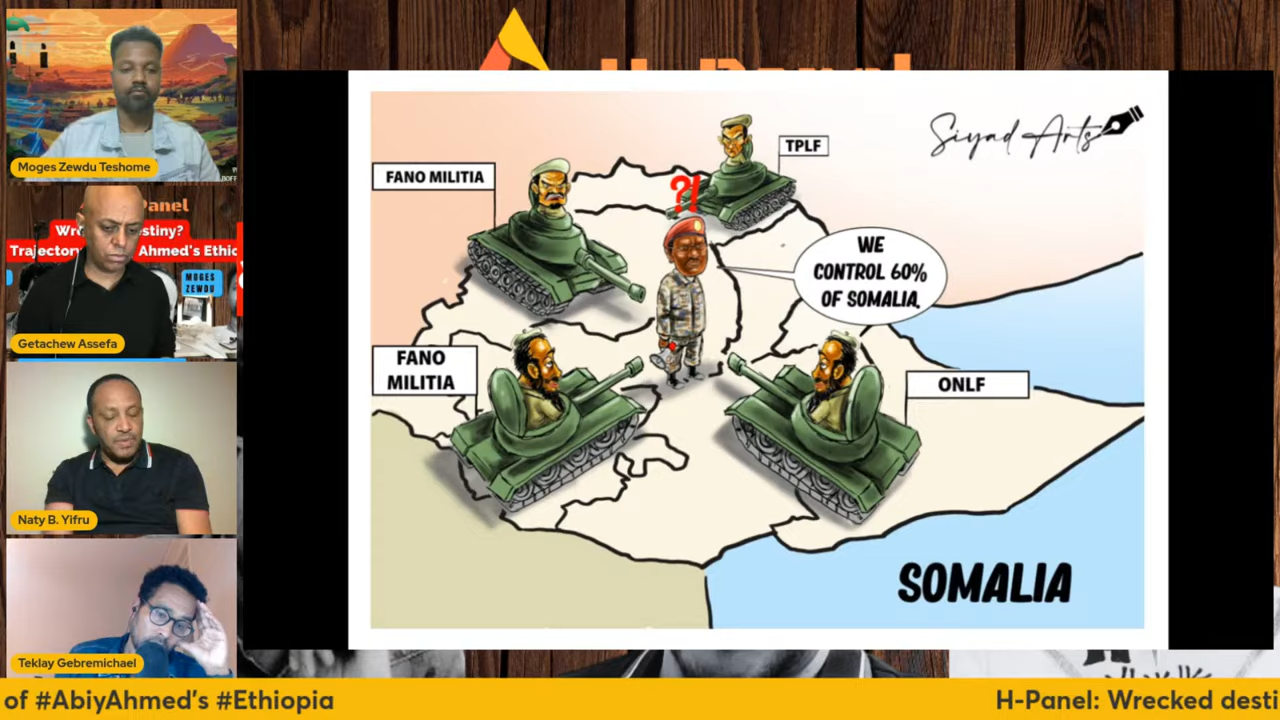 Moges Zewdu Teshome
Panel
MOGES
ZEWDU
Getachew Assefa
Naty B. Yifru
Teklay Gebremichael
Siyad Arts
TPLF
FANO MILITIA
?!
WE
CONTROL 60%
OF SOMALIA.
FANO
MILITIA
ONLF
SOMALIA
of #AbiyAhmed's #Ethiopia
H-Panel: Wrecked desti